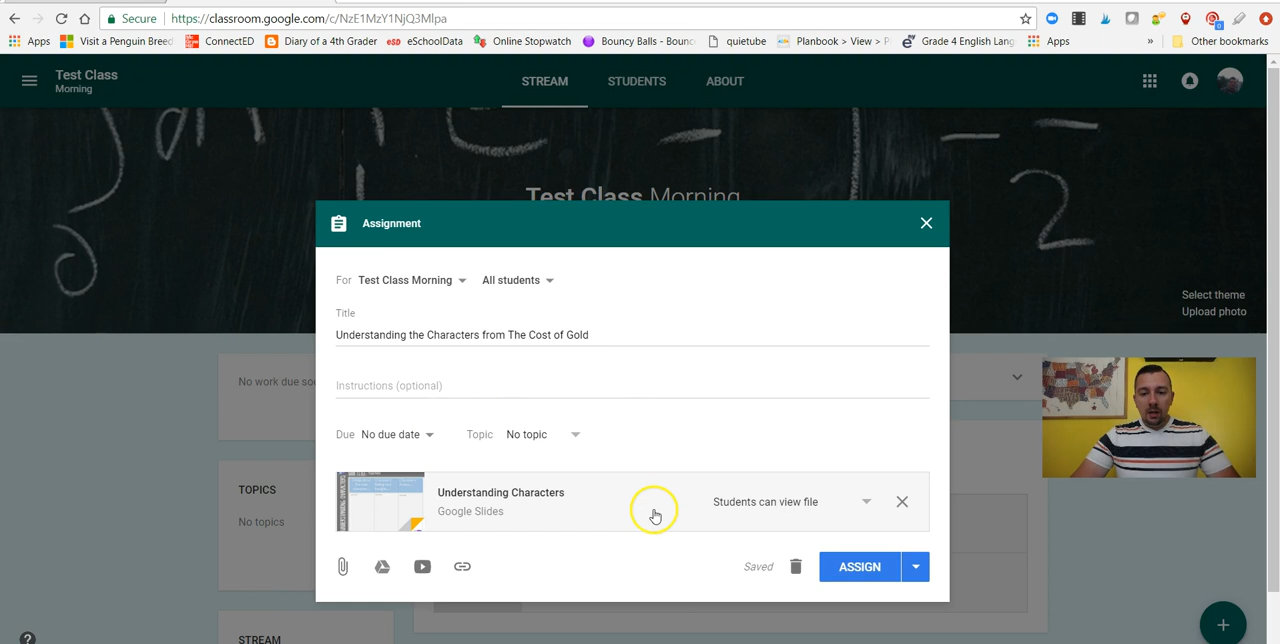 Secure https://classroom.google.com/c/NzE1MzY1NjQ3Mlpa
Apps Visit a Penguin Breed ConnectED Diary of a 4th Grader esD eSchoolData Online Stopwatch Bouncy Balls - Bounc quietube Planbook > View > P Grade 4 English Lang Apps » Other bookmarks
Test Class
Morning
STREAM STUDENTS ABOUT
Test Class Morning
Select theme
Upload photo
Assignment
For Test Class Morning All students
Title
Understanding the Characters from The Cost of Gold
Instructions (optional)
Due No due date Topic No topic
Understanding Characters
Google Slides
Students can view file
Saved ASSIGN
No work due soo
TOPICS
No topics
STREAM